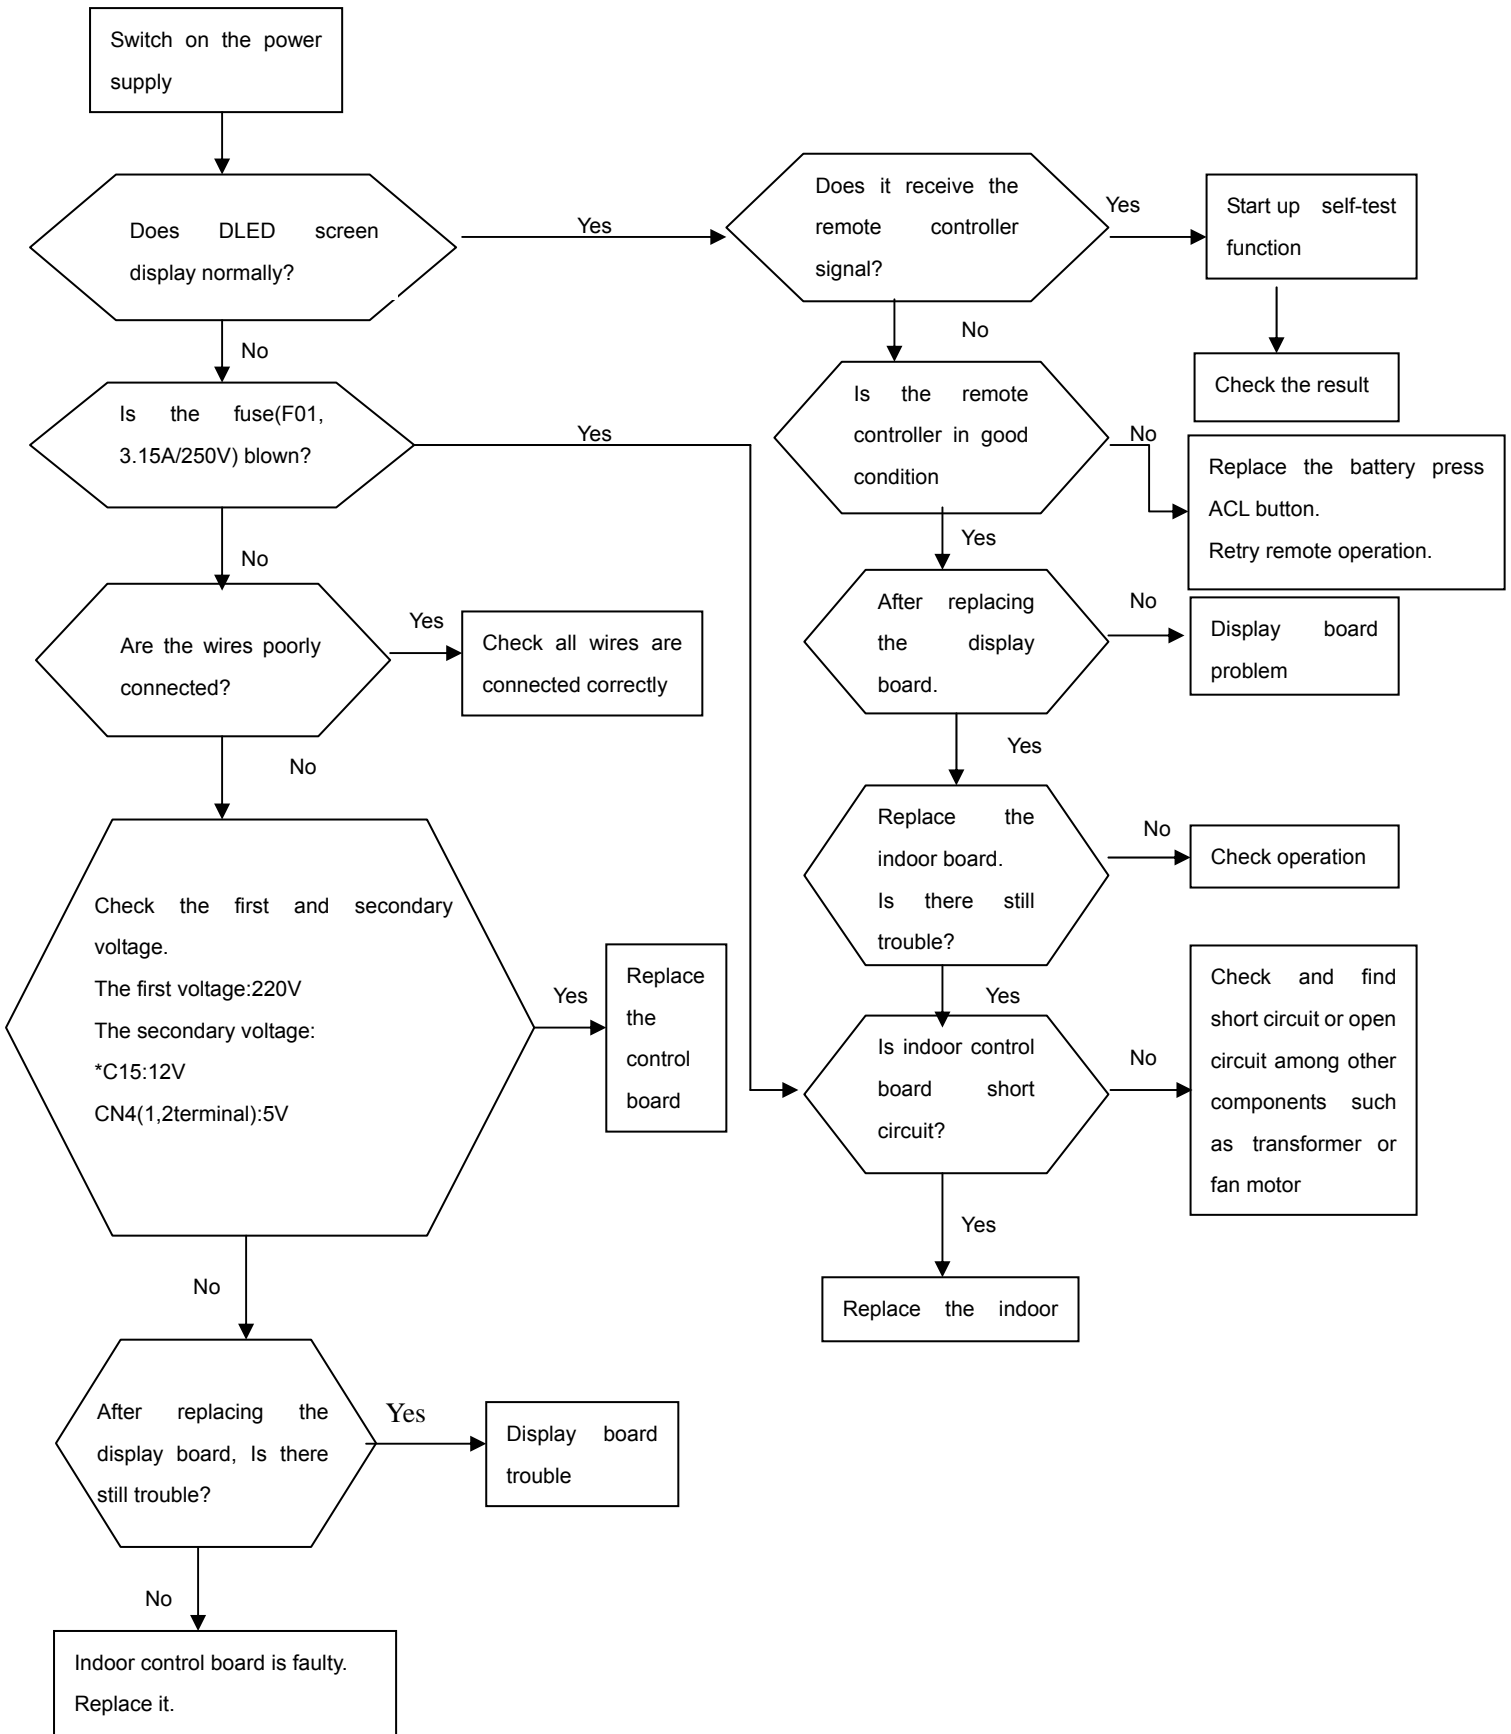 Switch on the power
supply
Does DLED screen
display normally?
Yes
Does it receive the
remote controller
signal?
Yes
Start up self-test
function
Check the result
No
Is the fuse(F01,
3.15A/250V) blown?
Yes
No
Is the remote
controller in good
condition
No
Replace the battery press
ACL button.
Retry remote operation.
No
Are the wires poorly
connected?
Yes
Check all wires are
connected correctly
Yes
After replacing
the display
board.
No
Display board
problem
No
Yes
Replace the
indoor board.
Is there still
trouble?
No
Check operation
Check the first and secondary
voltage.
The first voltage:220V
The secondary voltage:
*C15:12V
CN4(1,2terminal):5V
Yes
Replace
the
control
board
Yes
Is indoor control
board short
circuit?
No
Check and find
short circuit or open
circuit among other
components such
as transformer or
fan motor
Yes
Replace the indoor
No
After replacing the
display board, Is there
still trouble?
Yes
Display board
trouble
No
Indoor control board is faulty.
Replace it.